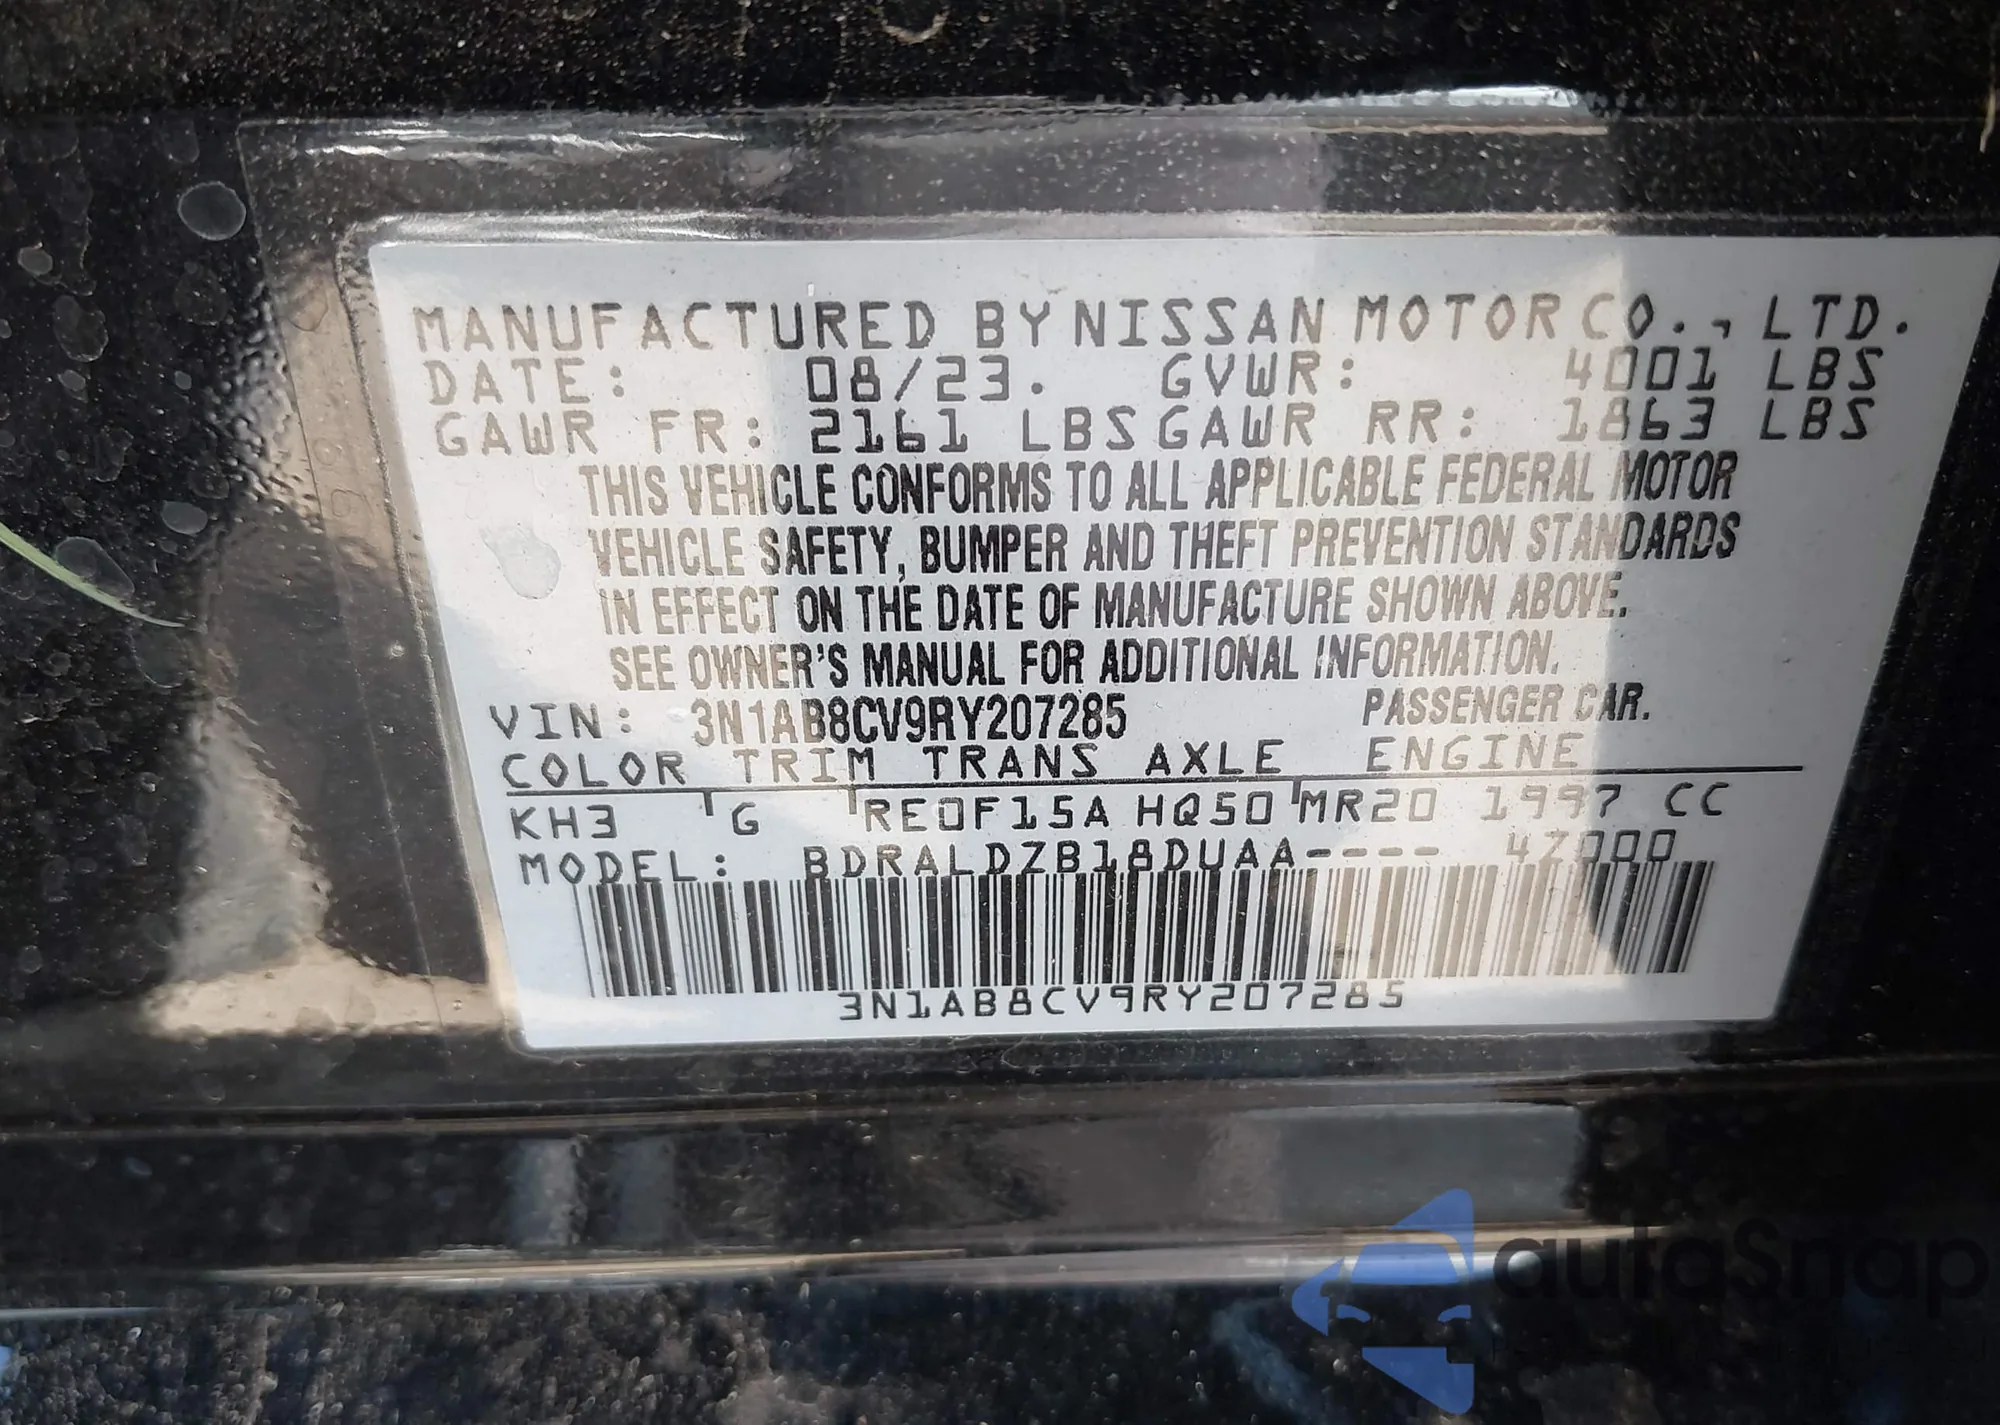 MANUFACTURED BY NISSAN MOTOR CO., LTD.
DATE: 08/23. GVWR: 4001 LBS
GAWR FR: 2161 LBS GAWR RR: 1863 LBS
THIS VEHICLE CONFORMS TO ALL APPLICABLE FEDERAL MOTOR
VEHICLE SAFETY, BUMPER AND THEFT PREVENTION STANDARDS
IN EFFECT ON THE DATE OF MANUFACTURE SHOWN ABOVE.
SEE OWNER'S MANUAL FOR ADDITIONAL INFORMATION.
VIN: 3N1AB8CV9RY207285 PASSENGER CAR.
COLOR TRIM TRANS AXLE ENGINE
KH3 G RE0F15A HQ50 MR20 1997 CC
MODEL: BDRALDZB18DUAA---- 4Z000
3N1AB8CV9RY207285
autoSnap